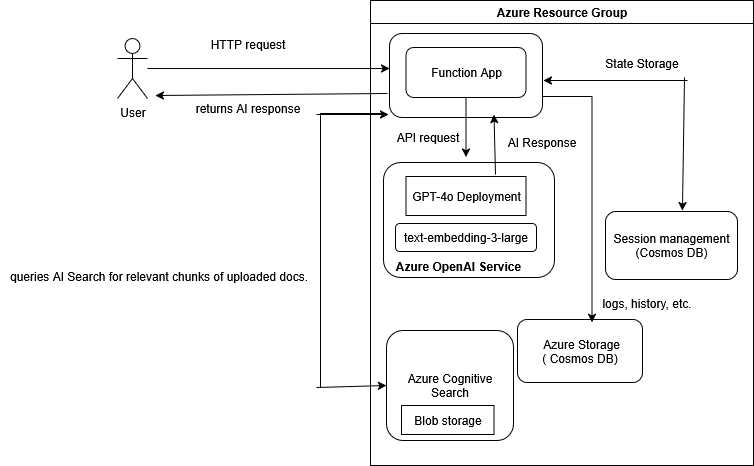 Azure Resource Group
HTTP request
Function App
State Storage
User
returns AI response
API request
AI Response
GPT-4o Deployment
text-embedding-3-large
Azure OpenAI Service
Session management
(Cosmos DB)
queries AI Search for relevant chunks of uploaded docs.
logs, history, etc.
Azure Storage
( Cosmos DB)
Azure Cognitive
Search
Blob storage